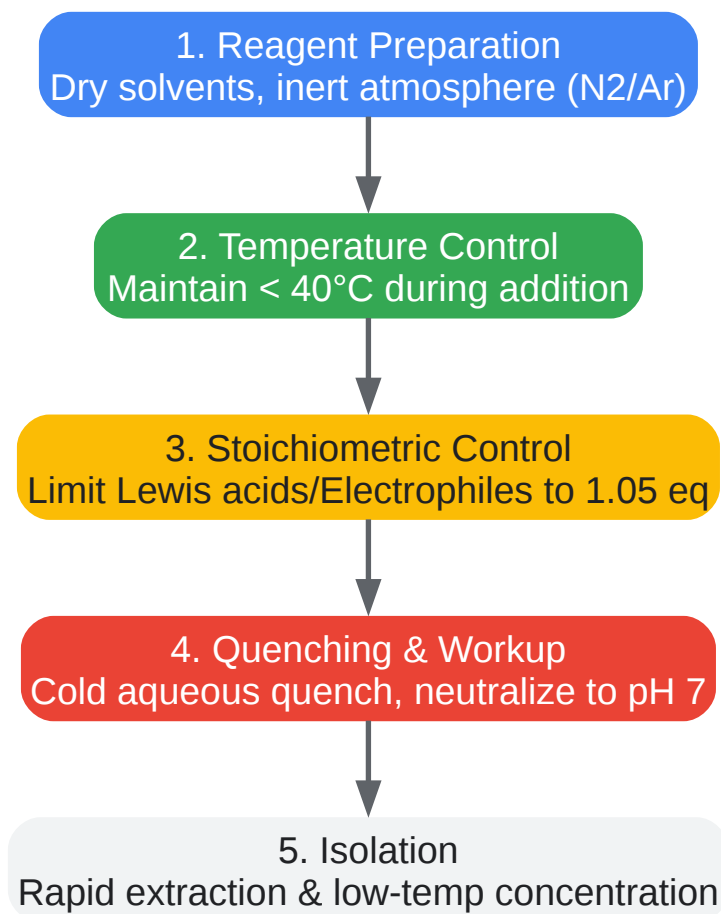 1. Reagent Preparation
Dry solvents, inert atmosphere (N2/Ar)
2. Temperature Control
Maintain < 40°C during addition
3. Stoichiometric Control
Limit Lewis acids/Electrophiles to 1.05 eq
4. Quenching & Workup
Cold aqueous quench, neutralize to pH 7
5. Isolation
Rapid extraction & low-temp concentration